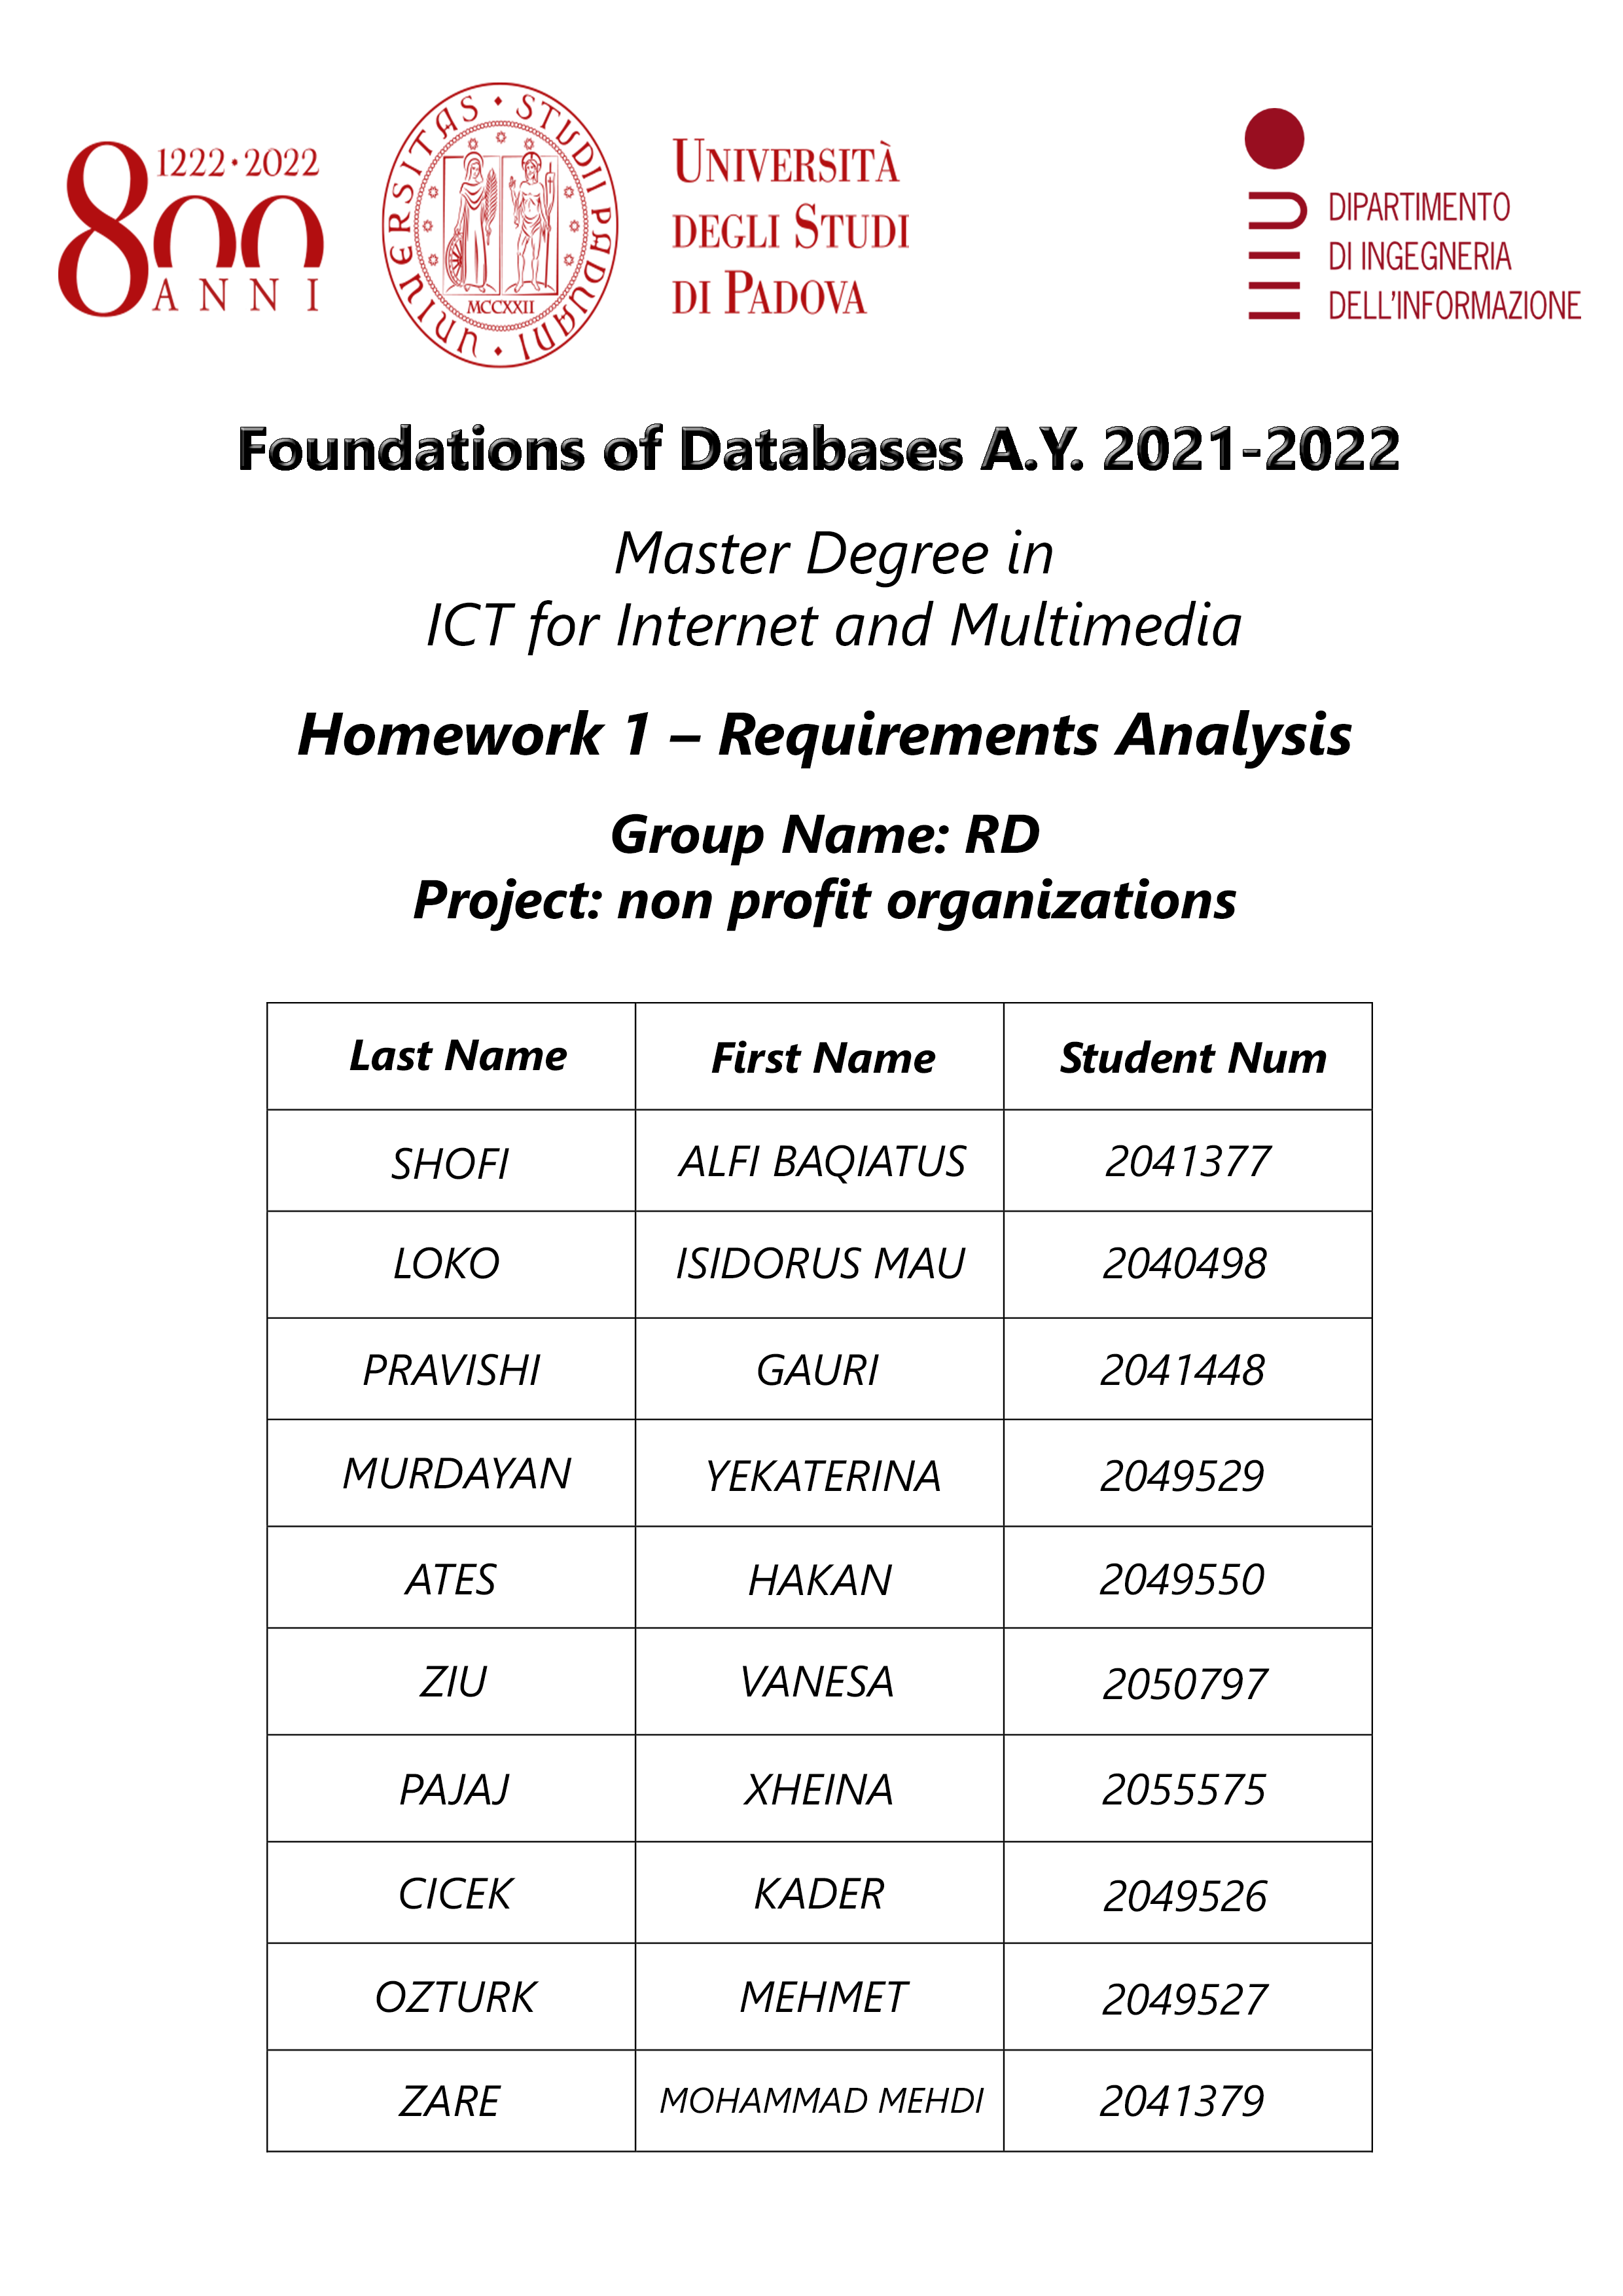 1222·2022
800
ANNI
UNIVERSITAS STUDII PADUANI
MCCXXII
UNIVERSITÀ
DEGLI STUDI
DI PADOVA
DIPARTIMENTO
DI INGEGNERIA
DELL'INFORMAZIONE
Foundations of Databases A.Y. 2021-2022
Master Degree in
ICT for Internet and Multimedia
Homework 1 – Requirements Analysis
Group Name: RD
Project: non profit organizations
Last Name First Name Student Num
SHOFI ALFI BAQIATUS 2041377
LOKO ISIDORUS MAU 2040498
PRAVISHI GAURI 2041448
MURDAYAN YEKATERINA 2049529
ATES HAKAN 2049550
ZIU VANESA 2050797
PAJAJ XHEINA 2055575
CICEK KADER 2049526
OZTURK MEHMET 2049527
ZARE MOHAMMAD MEHDI 2041379